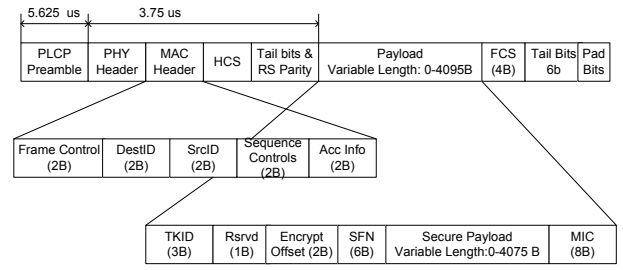 5.625 us
3.75 us
PLCP Preamble
PHY Header
MAC Header
HCS
Tail bits & RS Parity
Payload
Variable Length: 0-4095B
FCS (4B)
Tail Bits 6b
Pad Bits
Frame Control (2B)
DestID (2B)
SrcID (2B)
Sequence Controls (2B)
Acc Info (2B)
TKID (3B)
Rsrvd (1B)
Encrypt Offset (2B)
SFN (6B)
Secure Payload
Variable Length:0-4075 B
MIC (8B)